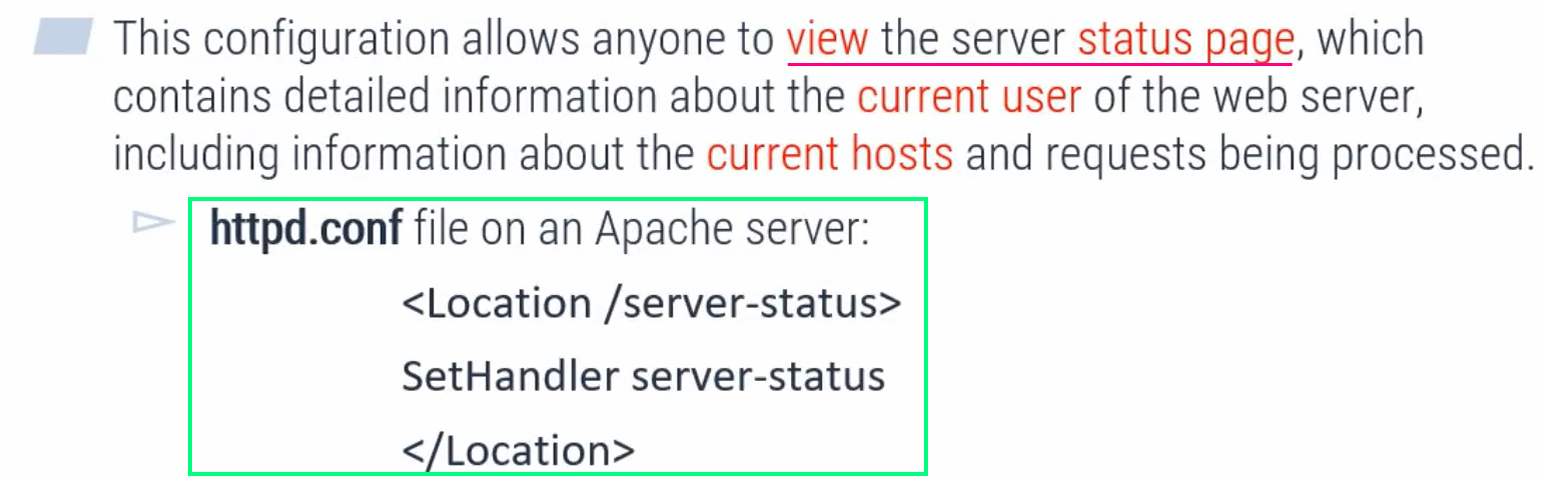 This configuration allows anyone to view the server status page, which
contains detailed information about the current user of the web server,
including information about the current hosts and requests being processed.
httpd.conf file on an Apache server:
<Location /server-status>
SetHandler server-status
</Location>